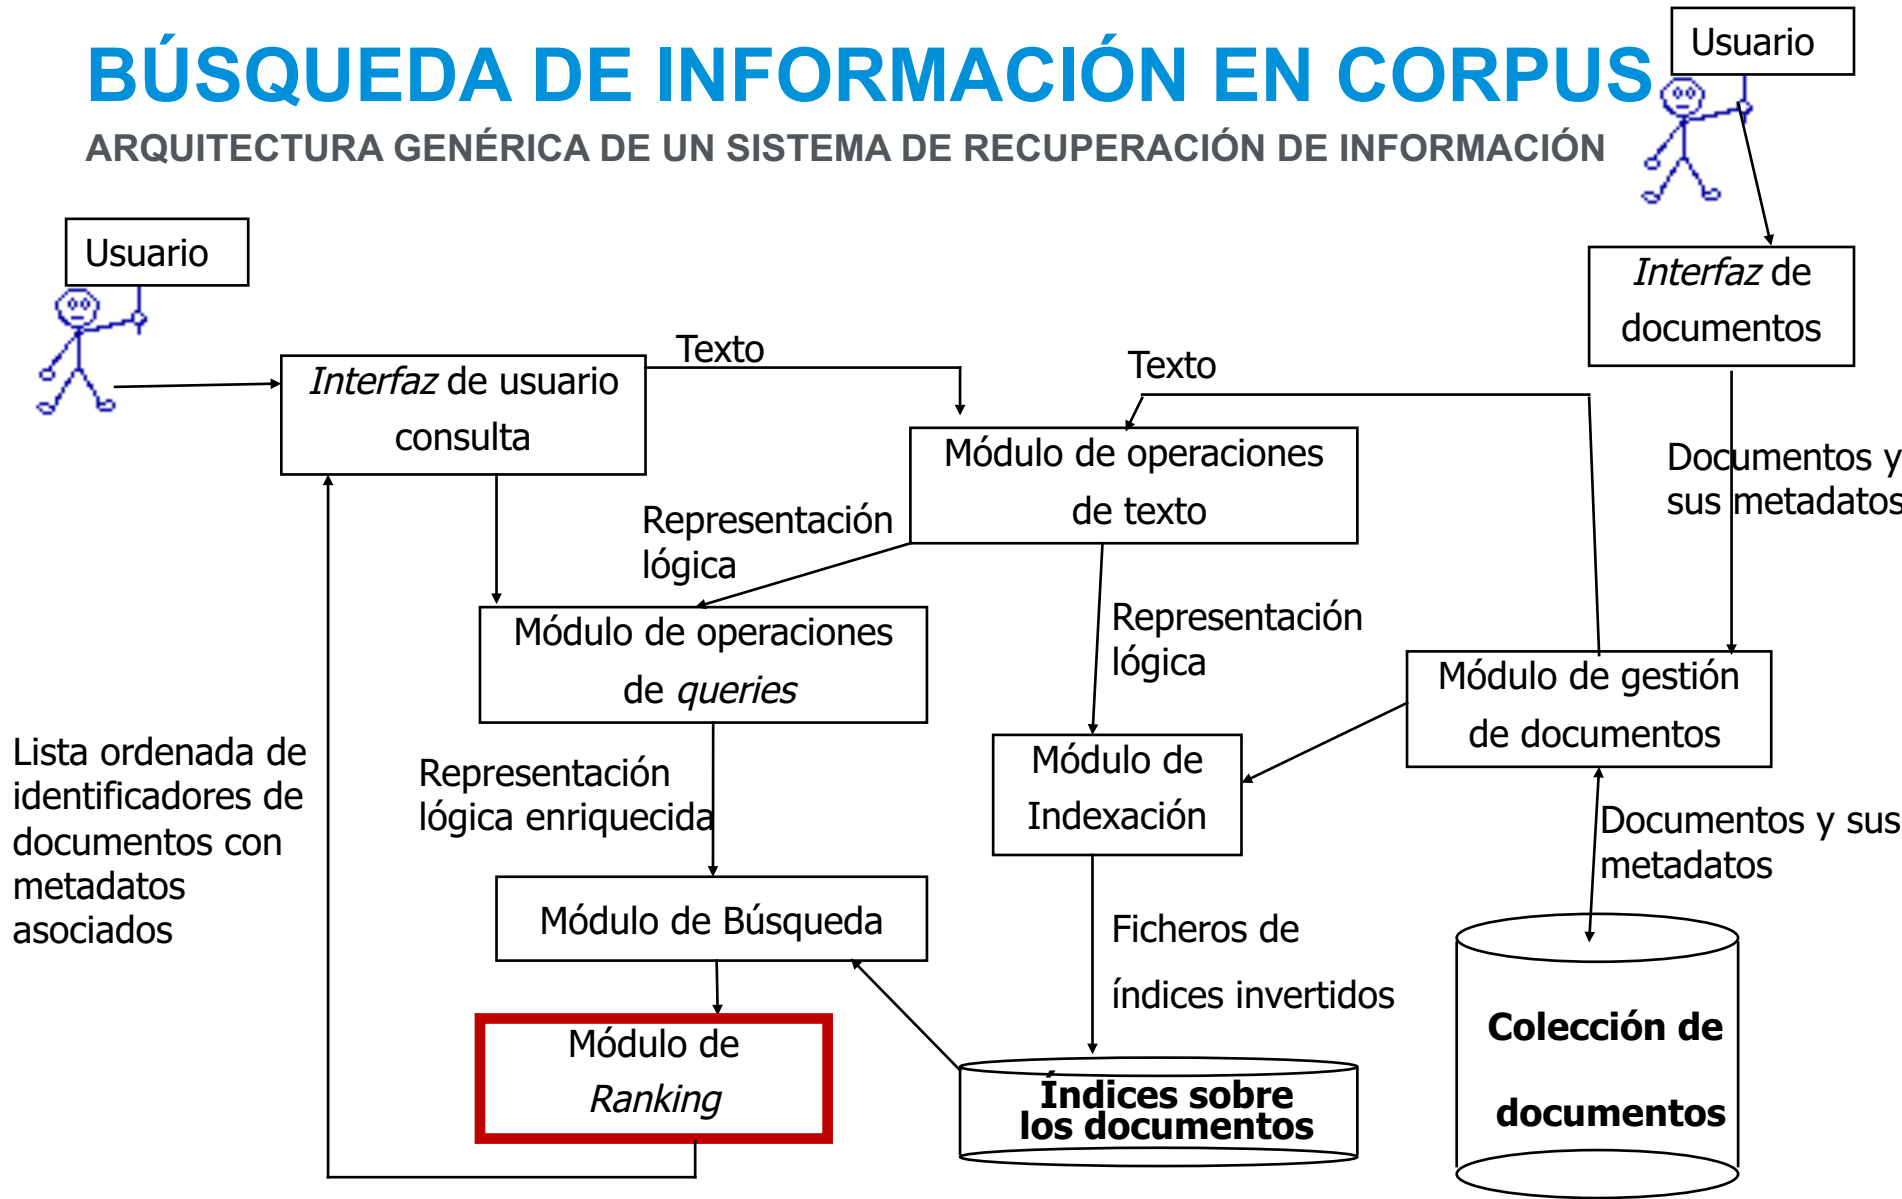 BÚSQUEDA DE INFORMACIÓN EN CORPUS
ARQUITECTURA GENÉRICA DE UN SISTEMA DE RECUPERACIÓN DE INFORMACIÓN
Usuario
Usuario
Interfaz de
documentos
Texto
Texto
Interfaz de usuario
consulta
Módulo de operaciones
de texto
Documentos y
sus metadatos
Representación
lógica
Representación
lógica
Módulo de operaciones
de queries
Módulo de gestión
de documentos
Lista ordenada de
identificadores de
documentos con
metadatos
asociados
Representación
lógica enriquecida
Módulo de
Indexación
Documentos y sus
metadatos
Módulo de Búsqueda
Ficheros de
índices invertidos
Módulo de
Ranking
Índices sobre
los documentos
Colección de
documentos